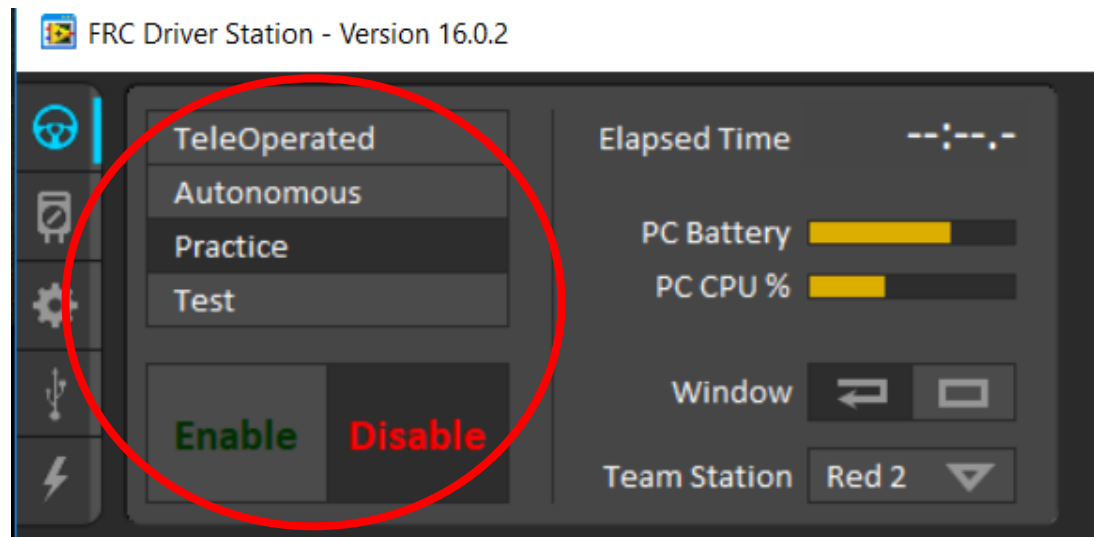 FRC Driver Station - Version 16.0.2
TeleOperated
Autonomous
Practice
Test
Enable
Disable
Elapsed Time --:--.-
PC Battery
PC CPU %
Window
Team Station Red 2